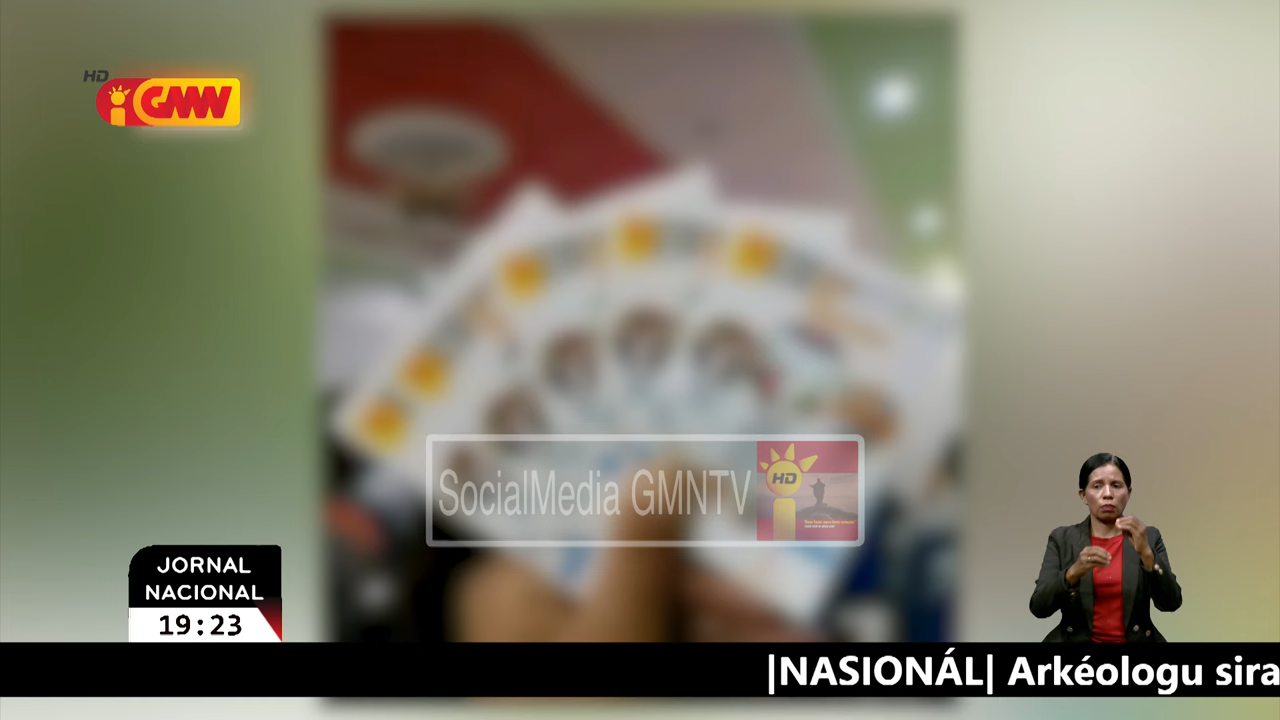 HD
GMN
SocialMedia GMNTV
HD
JORNAL
NACIONAL
19:23
|NASIONÁL| Arkéologu sira